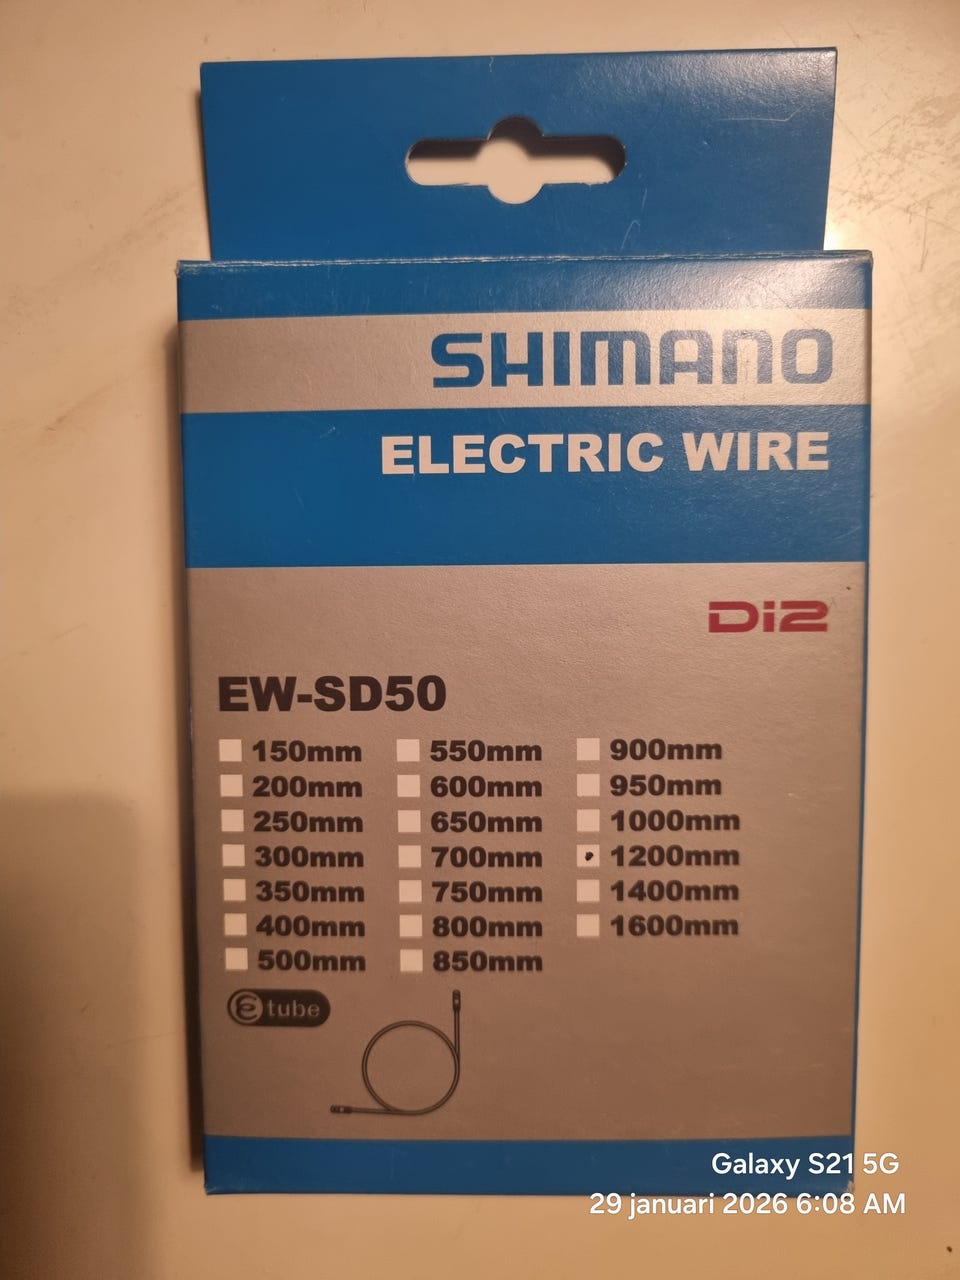 SHIMANO
ELECTRIC WIRE
Di2
EW-SD50
150mm 550mm 900mm
200mm 600mm 950mm
250mm 650mm 1000mm
300mm 700mm 1200mm
350mm 750mm 1400mm
400mm 800mm 1600mm
500mm 850mm
e tube
Galaxy S21 5G
29 januari 2026 6:08 AM